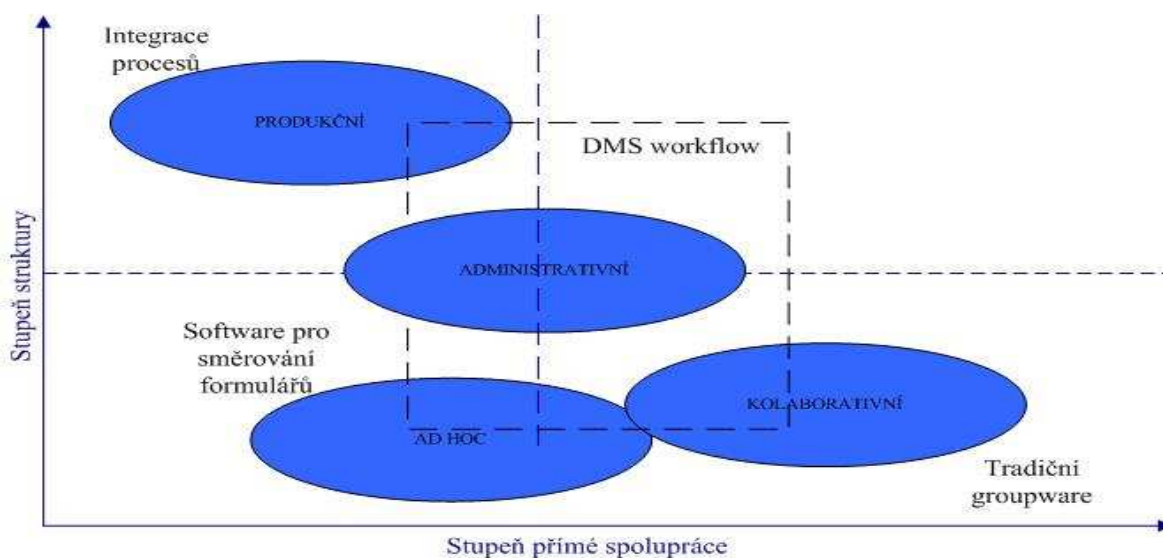 Integrace
procesů
PRODUKČNÍ
DMS workflow
Stupeň struktury
ADMINISTRATIVNÍ
Software pro
směrování
formulářů
KOLABORATIVNÍ
AD HOC
Tradiční
groupware
Stupeň přímé spolupráce